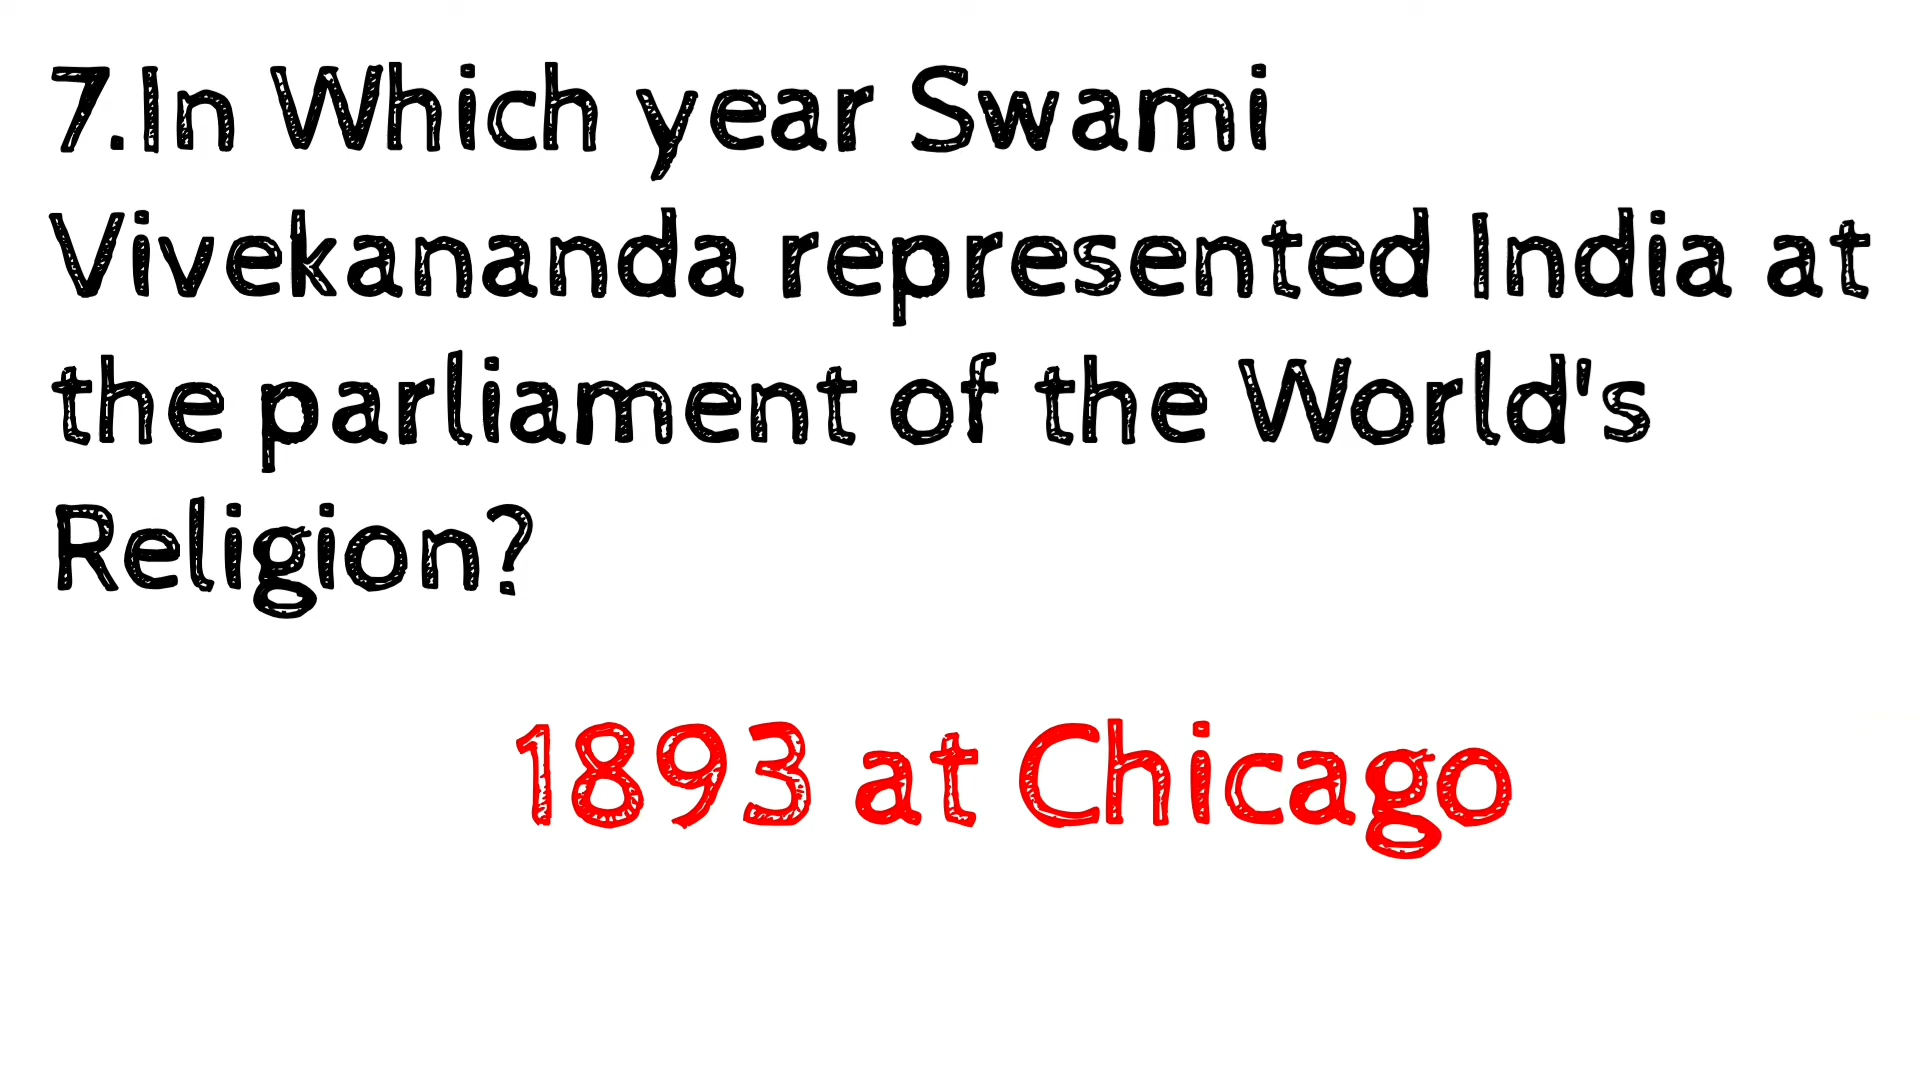 7.In Which year Swami
Vivekananda represented India at
the parliament of the World's
Religion?
1893 at Chicago